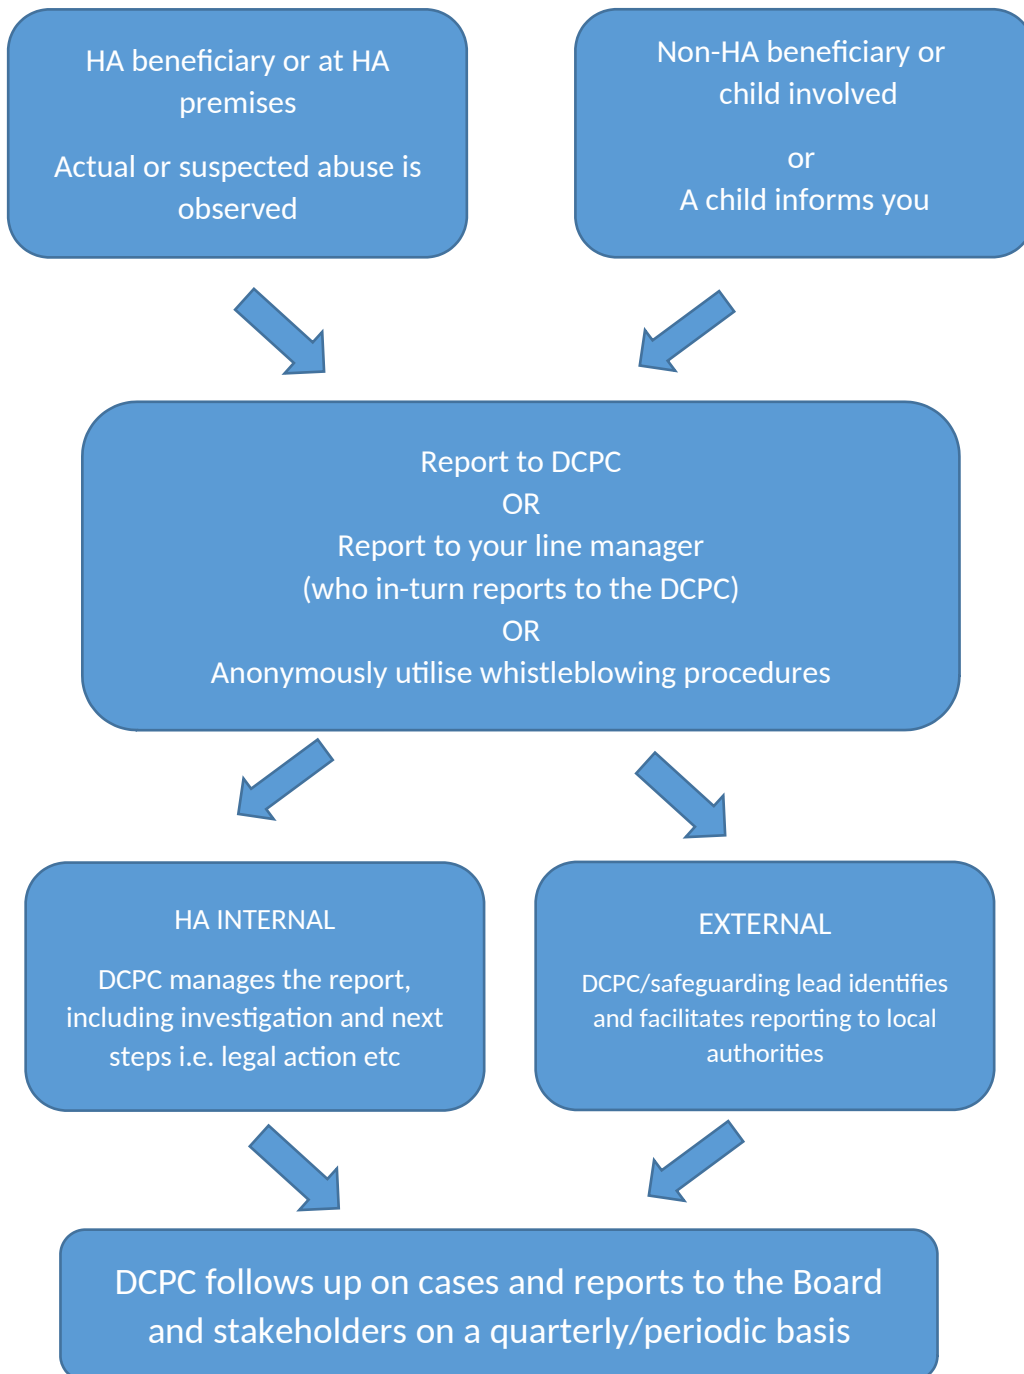 HA beneficiary or at HA
premises
Actual or suspected abuse is
observed
Non-HA beneficiary or
child involved
or
A child informs you
Report to DCPC
OR
Report to your line manager
(who in-turn reports to the DCPC)
OR
Anonymously utilise whistleblowing procedures
HA INTERNAL
DCPC manages the report,
including investigation and next
steps i.e. legal action etc
EXTERNAL
DCPC/safeguarding lead identifies
and facilitates reporting to local
authorities
DCPC follows up on cases and reports to the Board
and stakeholders on a quarterly/periodic basis